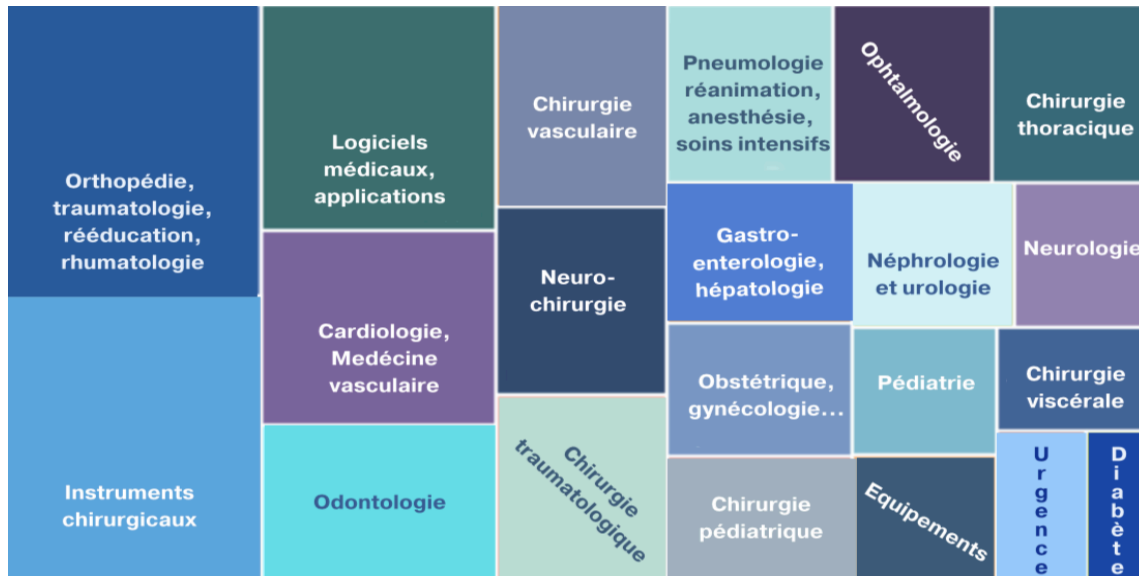 Orthopédie,
traumatologie,
rééducation,
rhumatologie
Instruments
chirurgicaux
Logiciels
médicaux,
applications
Cardiologie,
Medécine
vasculaire
Odontologie
Chirurgie
vasculaire
Neuro-
chirurgie
Chirurgie
traumatologique
Pneumologie
réanimation,
anesthésie,
soins intensifs
Ophtalmologie
Chirurgie
thoracique
Gastro-
enterologie,
hépatologie
Néphrologie
et urologie
Neurologie
Obstétrique,
gynécologie...
Pédiatrie
Chirurgie
viscérale
Chirurgie
pédiatrique
Equipements
Urgence
Diabète